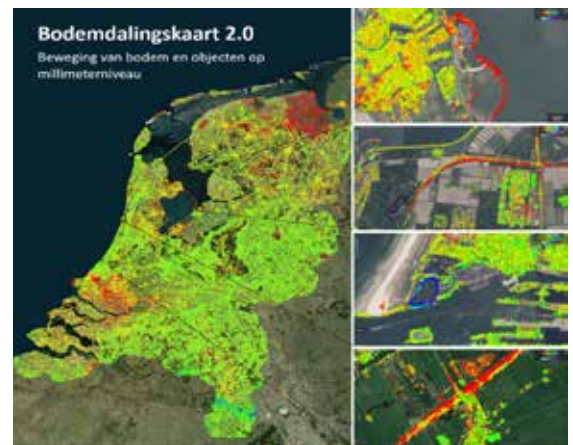 Bodemdalingskaart 2.0
Beweging van bodem en objecten op
millimeterniveau